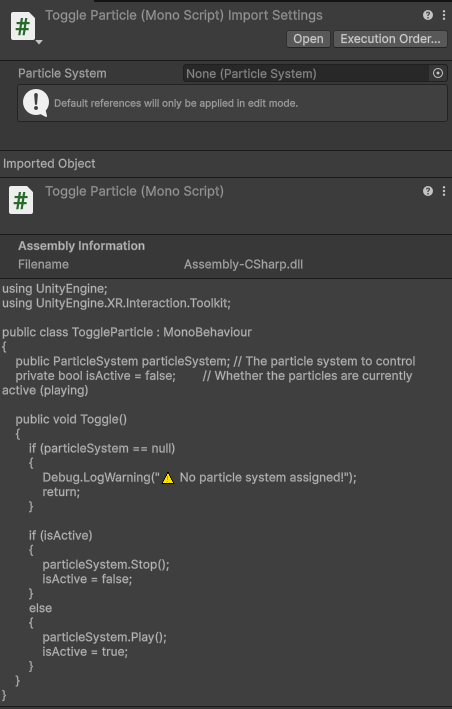 Toggle Particle (Mono Script) Import Settings
Open Execution Order...
Particle System None (Particle System)
Default references will only be applied in edit mode.
Imported Object
Toggle Particle (Mono Script)
Assembly Information
Filename Assembly-CSharp.dll
using UnityEngine;
using UnityEngine.XR.Interaction.Toolkit;

public class ToggleParticle : MonoBehaviour
{
    public ParticleSystem particleSystem; // The particle system to control
    private bool isActive = false;        // Whether the particles are currently
active (playing)

    public void Toggle()
    {
        if (particleSystem == null)
        {
            Debug.LogWarning("⚠ No particle system assigned!");
            return;
        }

        if (isActive)
        {
            particleSystem.Stop();
            isActive = false;
        }
        else
        {
            particleSystem.Play();
            isActive = true;
        }
    }
}